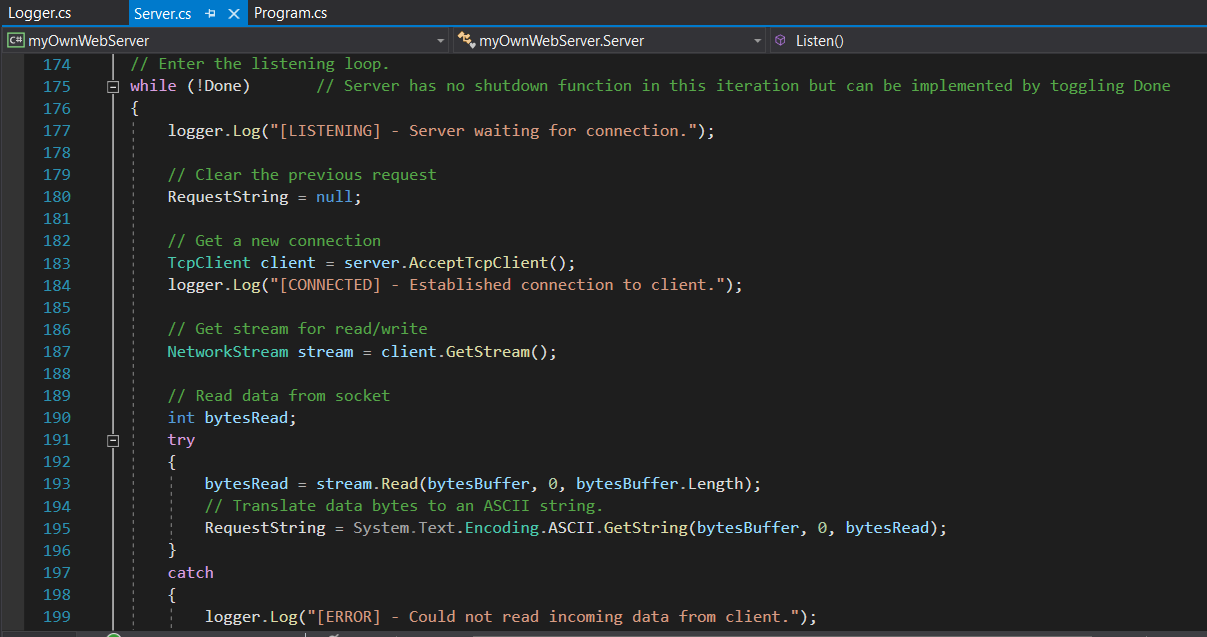 Logger.cs Server.cs Program.cs
C# myOwnWebServer myOwnWebServer.Server Listen()
174 // Enter the listening loop.
175 while (!Done) // Server has no shutdown function in this iteration but can be implemented by toggling Done
176 {
177 logger.Log("[LISTENING] - Server waiting for connection.");
178
179 // Clear the previous request
180 RequestString = null;
181
182 // Get a new connection
183 TcpClient client = server.AcceptTcpClient();
184 logger.Log("[CONNECTED] - Established connection to client.");
185
186 // Get stream for read/write
187 NetworkStream stream = client.GetStream();
188
189 // Read data from socket
190 int bytesRead;
191 try
192 {
193 bytesRead = stream.Read(bytesBuffer, 0, bytesBuffer.Length);
194 // Translate data bytes to an ASCII string.
195 RequestString = System.Text.Encoding.ASCII.GetString(bytesBuffer, 0, bytesRead);
196 }
197 catch
198 {
199 logger.Log("[ERROR] - Could not read incoming data from client.");